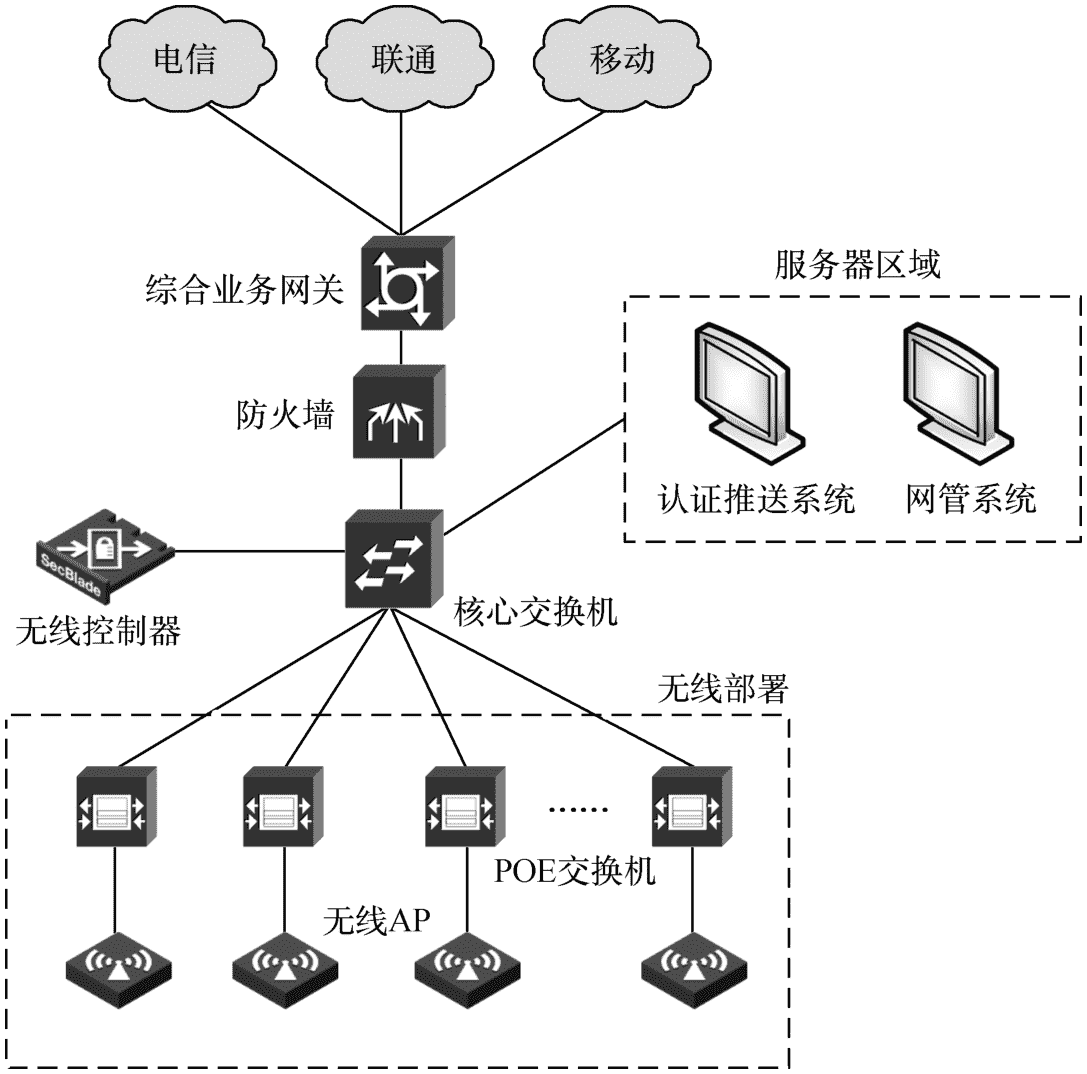 电信
联通
移动
综合业务网关
服务器区域
防火墙
认证推送系统
网管系统
SecBlade
无线控制器
核心交换机
无线部署
......
POE交换机
无线AP